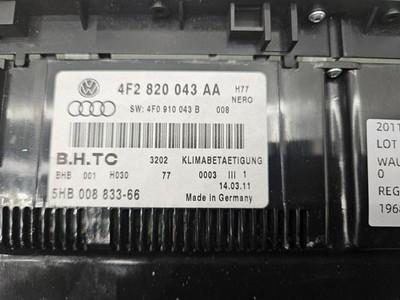 4F2 820 043 AA H77
NERO
SW: 4F0 910 043 B 008
B.H.TC 3202 KLIMABETAETIGUNG
BHB 001 H030 77 0003 III 1
14.03.11
5HB 008 833-66 Made in Germany
2011
LOT
WAU
0
REG
1968